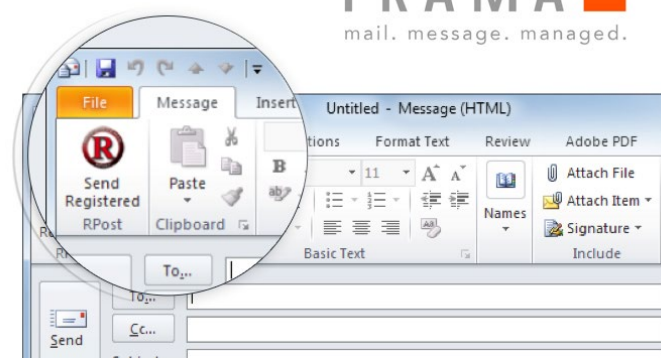 FRAMA
mail. message. managed.
Untitled - Message (HTML)
File Message Insert
tions Format Text Review Adobe PDF
Send
Registered
RPost
Paste
Clipboard
B
11 A A
Basic Text
Names
Attach File
Attach Item
Signature
Include
To...
To...
Send
Cc...